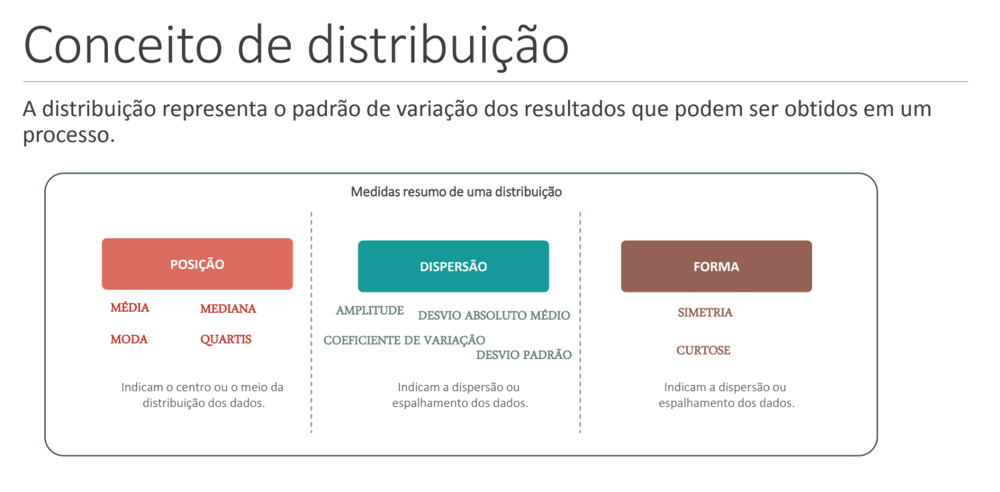 Conceito de distribuição
A distribuição representa o padrão de variação dos resultados que podem ser obtidos em um
processo.
Medidas resumo de uma distribuição
POSIÇÃO
MÉDIA
MEDIANA
MODA
QUARTIS
Indicam o centro ou o meio da
distribuição dos dados.
DISPERSÃO
AMPLITUDE
DESVIO ABSOLUTO MÉDIO
COEFICIENTE DE VARIAÇÃO
DESVIO PADRÃO
Indicam a dispersão ou
espalhamento dos dados.
FORMA
SIMETRIA
CURTOSE
Indicam a dispersão ou
espalhamento dos dados.